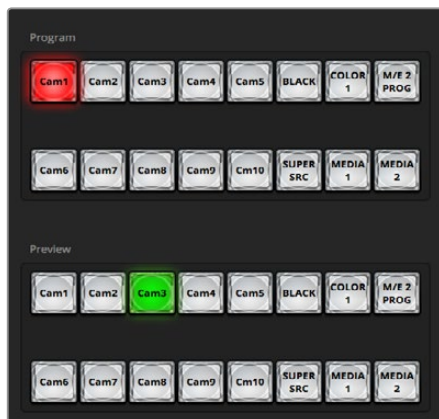 Program
Cam1 Cam2 Cam3 Cam4 Cam5 BLACK COLOR 1 M/E 2 PROG
Cam6 Cam7 Cam8 Cam9 Cm10 SUPER SRC MEDIA 1 MEDIA 2
Preview
Cam1 Cam2 Cam3 Cam4 Cam5 BLACK COLOR 1 M/E 2 PROG
Cam6 Cam7 Cam8 Cam9 Cm10 SUPER SRC MEDIA 1 MEDIA 2